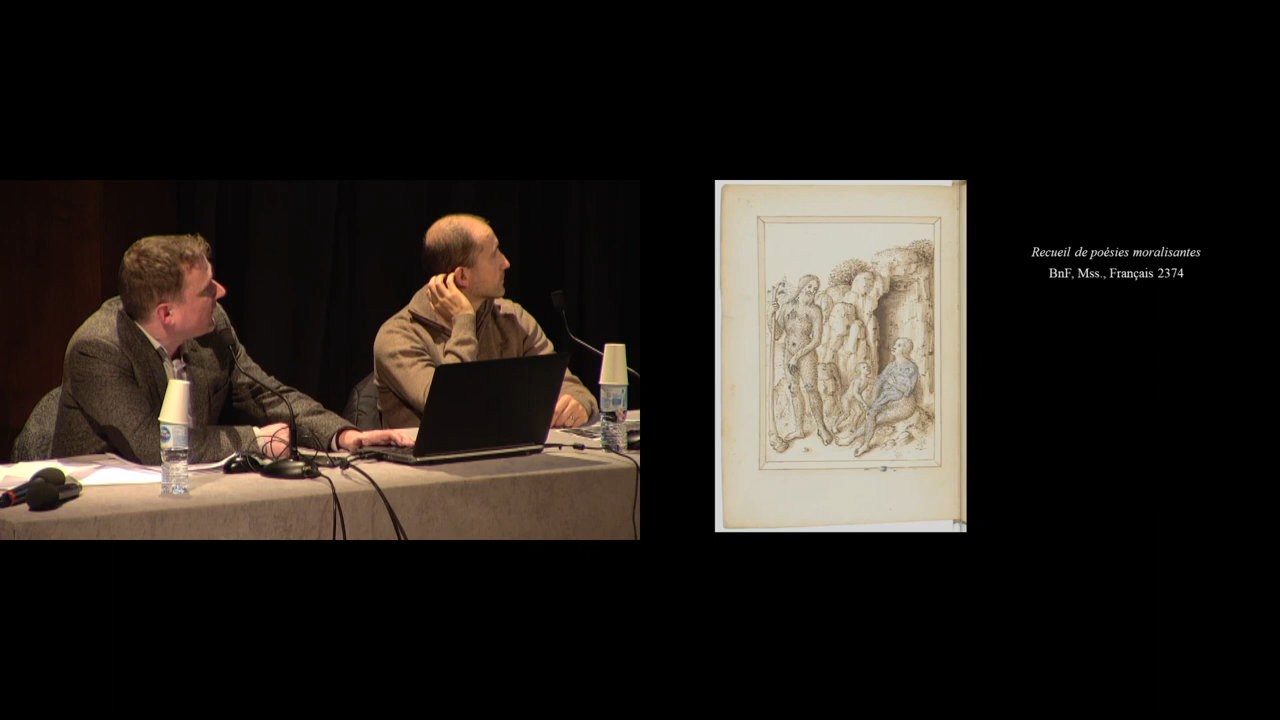 Recueil de poésies moralisantes
BnF, Mss., Français 2374